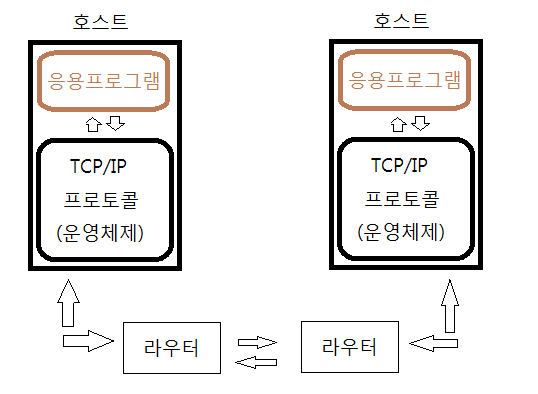 호스트
응용프로그램
TCP/IP
프로토콜
(운영체제)
호스트
응용프로그램
TCP/IP
프로토콜
(운영체제)
라우터
라우터